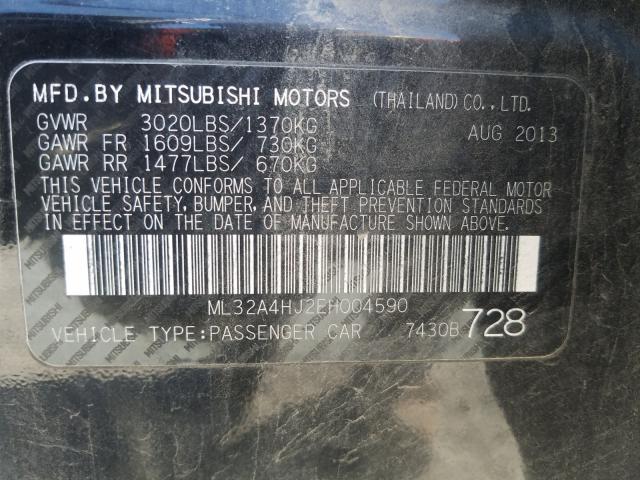 MFD.BY MITSUBISHI MOTORS (THAILAND) CO., LTD.
GVWR 3020LBS/1370KG AUG 2013
GAWR FR 1609LBS/ 730KG
GAWR RR 1477LBS/ 670KG
THIS VEHICLE CONFORMS TO ALL APPLICABLE FEDERAL MOTOR
VEHICLE SAFETY, BUMPER, AND THEFT PREVENTION STANDARDS
IN EFFECT ON THE DATE OF MANUFACTURE SHOWN ABOVE.
ML32A4HJ2EH004590
VEHICLE TYPE:PASSENGER CAR 7430B 728